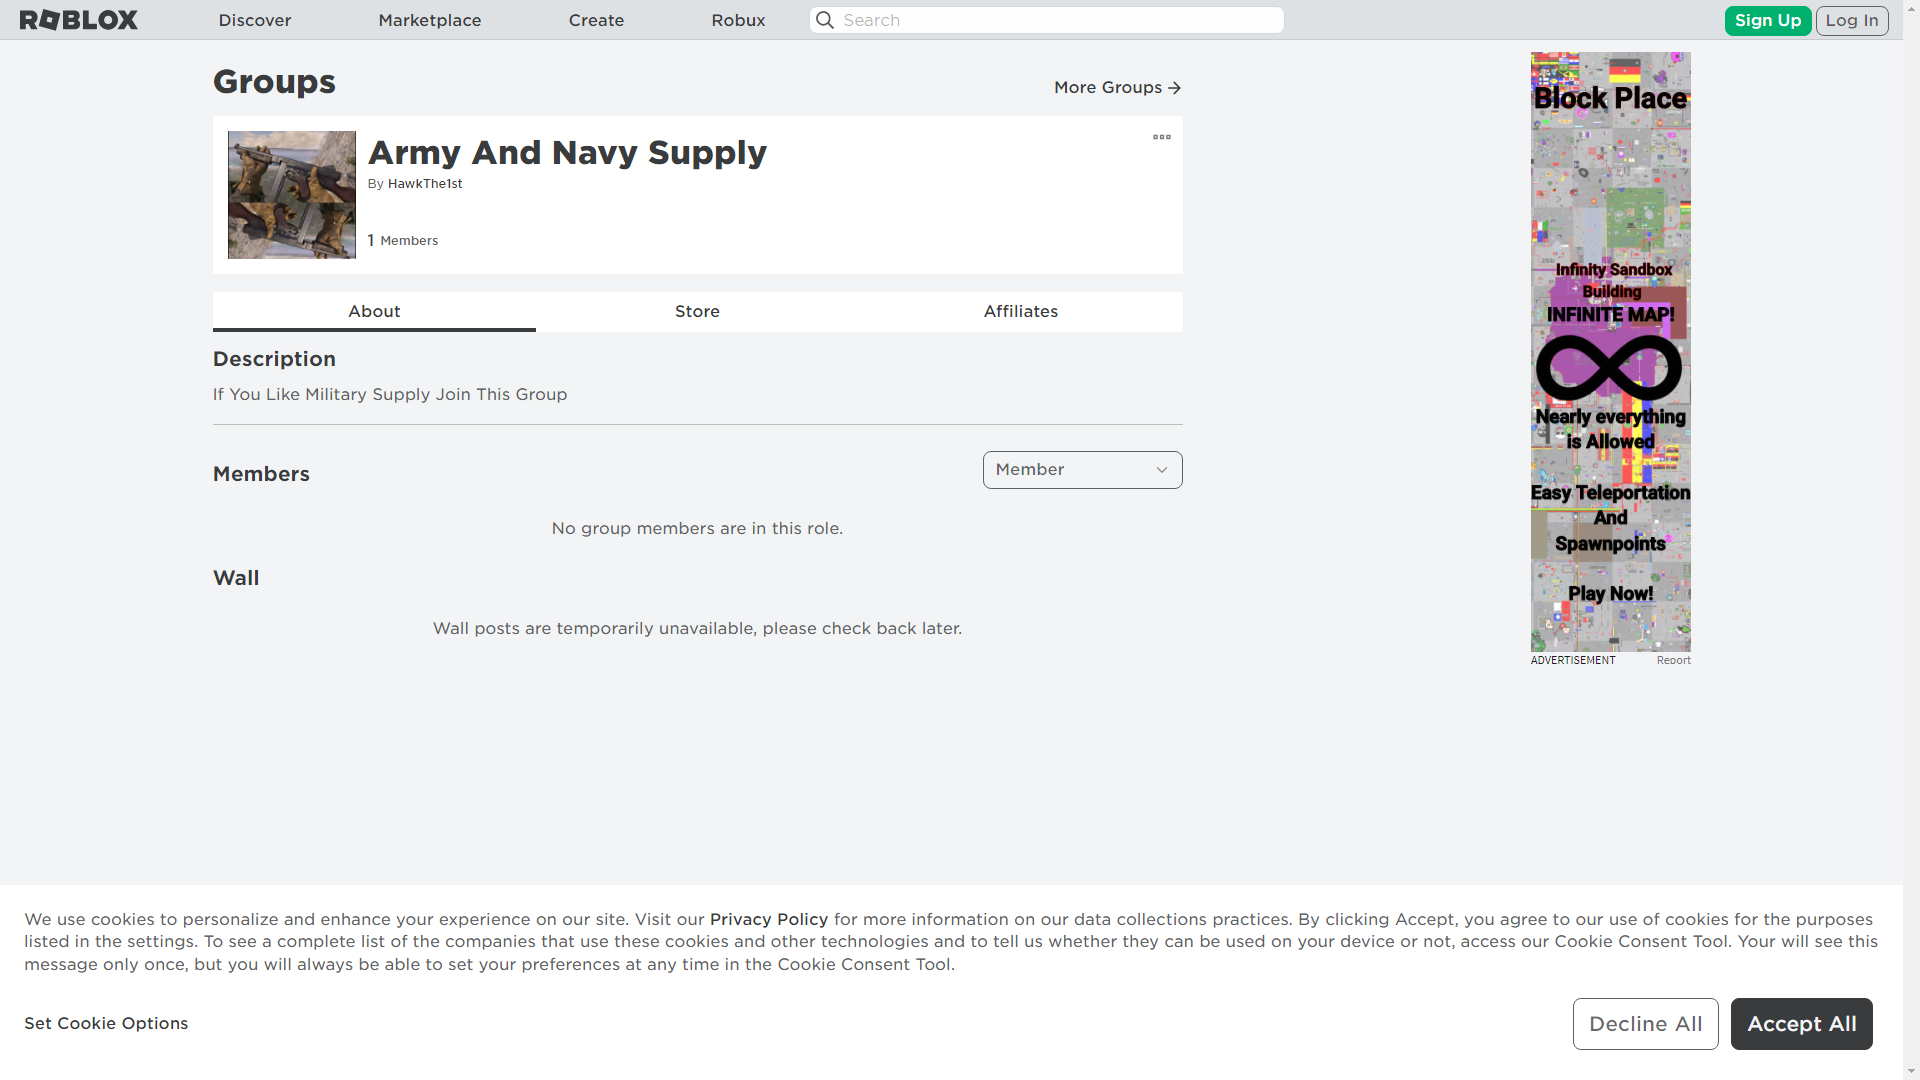 ROBLOX
Discover
Marketplace
Create
Robux
Search
Sign Up
Log In
Groups
More Groups
Army And Navy Supply
By HawkThe1st
1 Members
About
Store
Affiliates
Description
If You Like Military Supply Join This Group
Members
Member
No group members are in this role.
Wall
Wall posts are temporarily unavailable, please check back later.
Block Place
Infinity Sandbox
Building
INFINITE MAP!
Nearly everything
is Allowed
Easy Teleportation
And
Spawnpoints
Play Now!
ADVERTISEMENT
Report
We use cookies to personalize and enhance your experience on our site. Visit our Privacy Policy for more information on our data collections practices. By clicking Accept, you agree to our use of cookies for the purposes
listed in the settings. To see a complete list of the companies that use these cookies and other technologies and to tell us whether they can be used on your device or not, access our Cookie Consent Tool. Your will see this
message only once, but you will always be able to set your preferences at any time in the Cookie Consent Tool.
Set Cookie Options
Decline All
Accept All